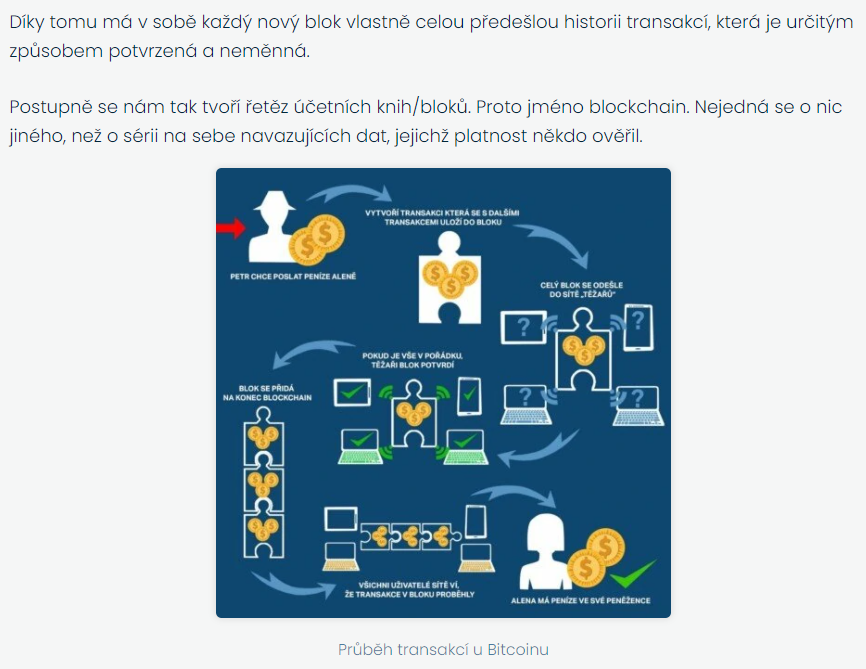 Díky tomu má v sobě každý nový blok vlastně celou předešlou historii transakcí, která je určitým
způsobem potvrzená a neměnná.
Postupně se nám tak tvoří řetěz účetních knih/bloků. Proto jméno blockchain. Nejedná se o nic
jiného, než o sérii na sebe navazujících dat, jejichž platnost někdo ověřil.
PETR CHCE POSLAT PENÍZE ALENĚ
VYTVOŘÍ TRANSAKCI KTERÁ SE S DALŠÍMI
TRANSAKCEMI ULOŽÍ DO BLOKU
CELÝ BLOK SE ODEŠLE
DO SÍTĚ „TĚŽAŘŮ“
? ?
? ?
POKUD JE VŠE V POŘÁDKU,
TĚŽAŘI BLOK POTVRDÍ
BLOK SE PŘIDÁ
NA KONEC BLOCKCHAIN
VŠICHNI UŽIVATELÉ SÍTĚ VÍ,
ŽE TRANSAKCE V BLOKU PROBĚHLY
ALENA MÁ PENÍZE VE SVÉ PENĚŽENCE
Průběh transakcí u Bitcoinu